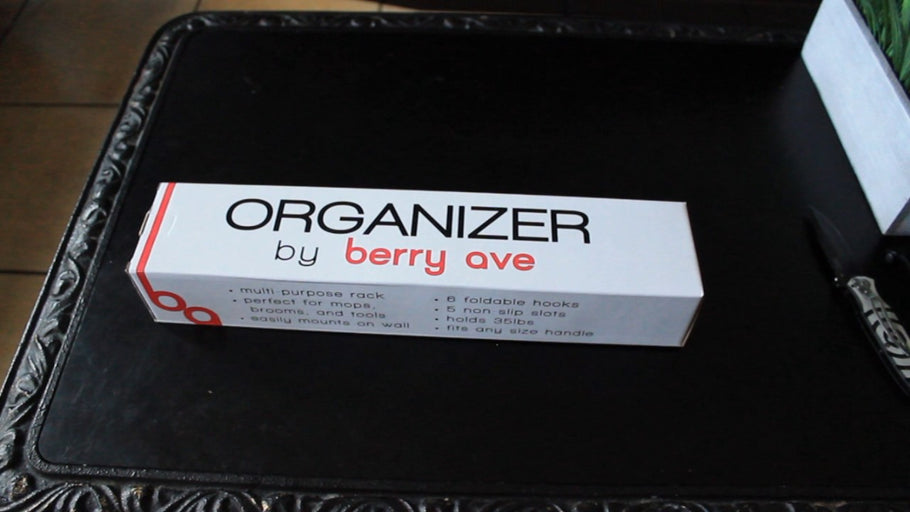 ORGANIZER
by berry ave
ba
• multi-purpose rack
• perfect for mops,
brooms, and tools
• easily mounts on wall
• 6 foldable hooks
• 5 non slip slots
• holds 35lbs
• fits any size handle